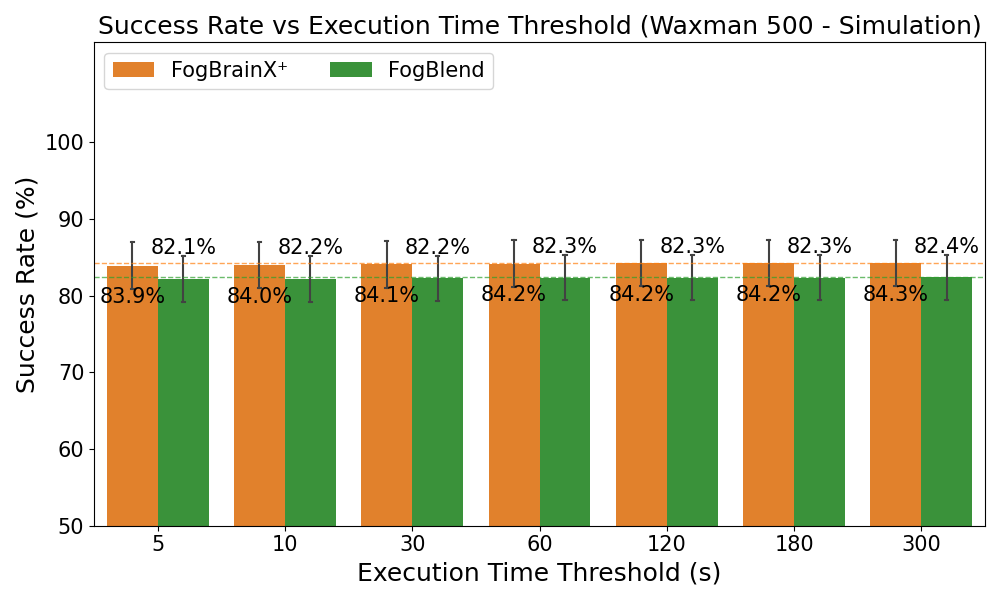 Success Rate vs Execution Time Threshold (Waxman 500 - Simulation)
FogBrainX⁺ FogBlend
Success Rate (%)
100
90
80
70
60
50
82.1% 82.2% 82.2% 82.3% 82.3% 82.3% 82.4%
83.9% 84.0% 84.1% 84.2% 84.2% 84.2% 84.3%
5 10 30 60 120 180 300
Execution Time Threshold (s)